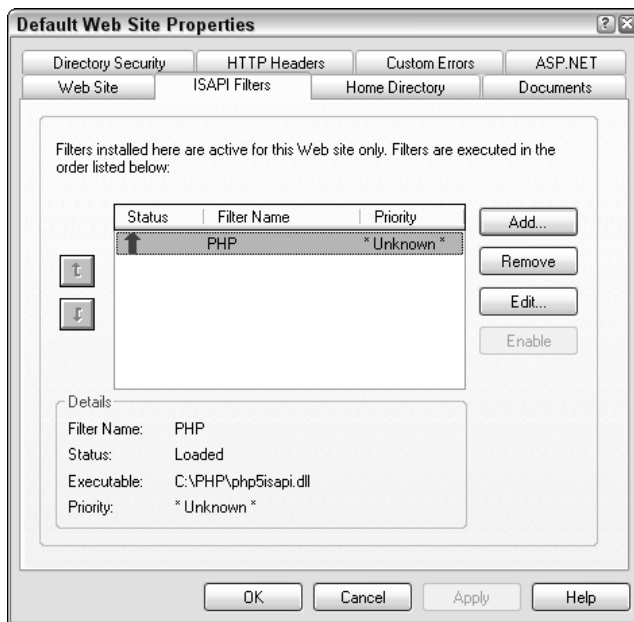 Default Web Site Properties
Directory Security HTTP Headers Custom Errors ASP.NET
Web Site ISAPI Filters Home Directory Documents
Filters installed here are active for this Web site only. Filters are executed in the
order listed below:
Status Filter Name Priority
PHP * Unknown *
Add...
Remove
Edit...
Enable
Details
Filter Name: PHP
Status: Loaded
Executable: C:\PHP\php5isapi.dll
Priority: * Unknown *
OK Cancel Apply Help